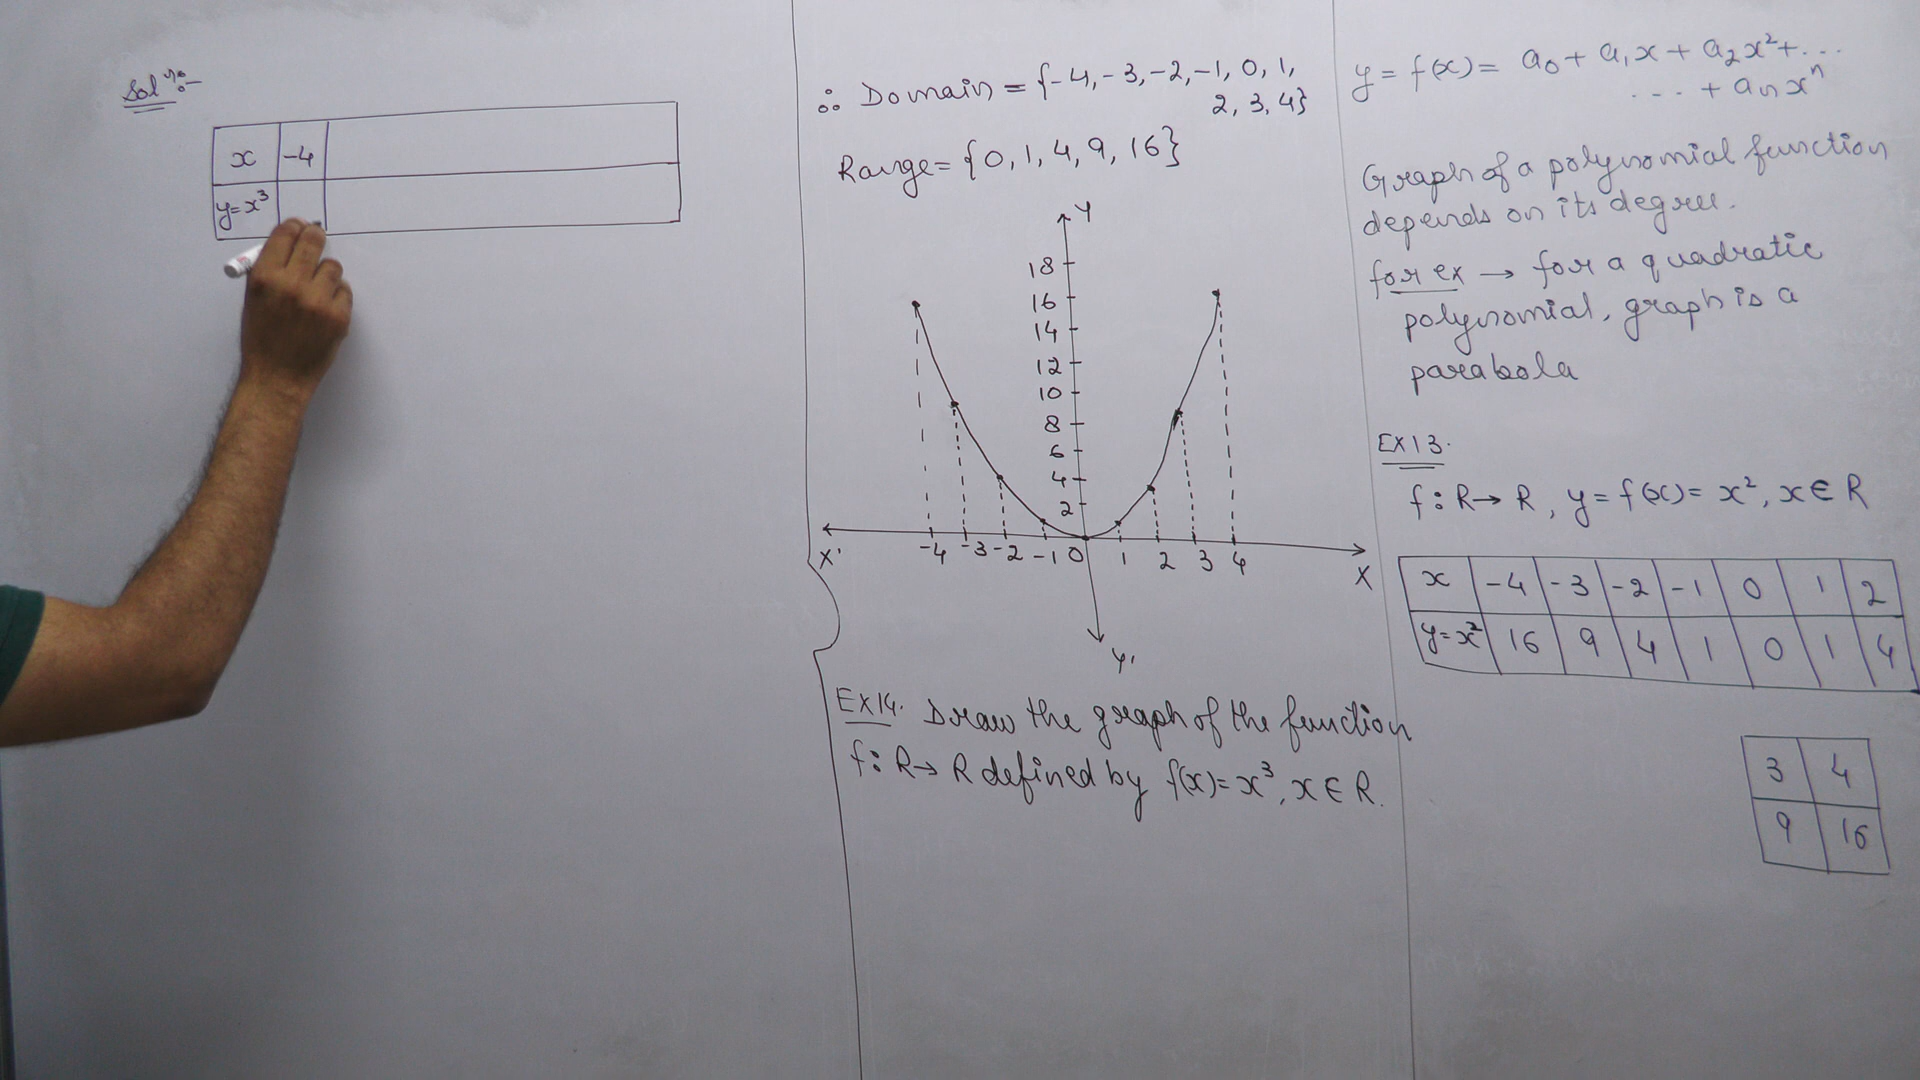 Solⁿ:-
x -4
y=x³
∴ Domain = {-4, -3, -2, -1, 0, 1,
2, 3, 4}
Range = {0, 1, 4, 9, 16}
Y
18
16
14
12
10
8
6
4
2
X' -4 -3 -2 -1 0 1 2 3 4 X
Y'
Ex14. Draw the graph of the function
f: R→ R defined by f(x)= x³, x ∈ R.
y = f(x) = a₀ + a₁x + a₂x² + ...
... + aₙxⁿ
Graph of a polynomial function
depends on its degree.
for ex → for a quadratic
polynomial, graph is a
parabola
EX13.
f: R→ R, y = f(x) = x², x ∈ R
x -4 -3 -2 -1 0 1 2
y=x² 16 9 4 1 0 1 4
3 4
9 16